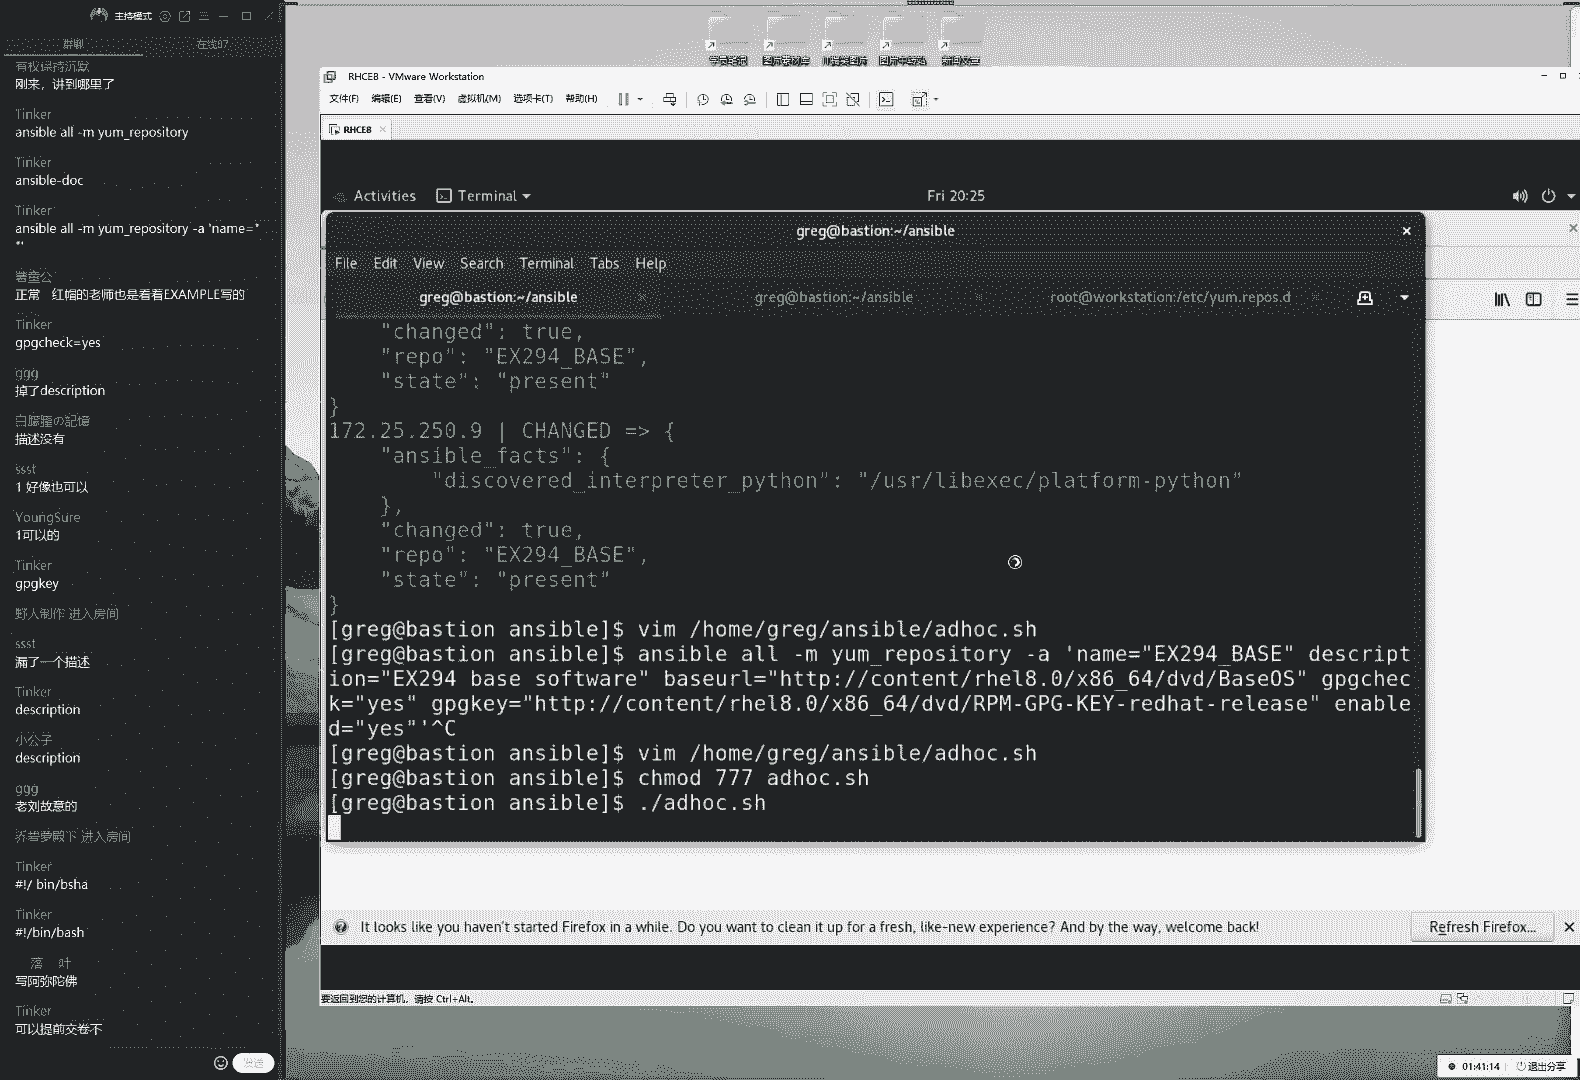 主持模式
群聊
在线87
有权保持沉默
刚来，讲到哪里了
Tinker
ansible all -m yum_repository
Tinker
ansible-doc
Tinker
ansible all -m yum_repository -a 'name="
"'
正常 红帽的老师也是看着EXAMPLE写的
Tinker
gpgcheck=yes
ggg
掉了description
白朦朧の記憶
描述没有
ssst
1 好像也可以
YoungSure
1可以的
Tinker
gpgkey
野人制作 进入房间
ssst
漏了一个描述
Tinker
description
小公子
description
ggg
老刘故意的
乔碧萝殿下 进入房间
Tinker
#!/ bin/bsha
Tinker
#!/bin/bash
落 叶
写阿弥陀佛
Tinker
可以提前交卷不
发送
RHCE8 - VMware Workstation
文件(F) 编辑(E) 查看(V) 虚拟机(M) 选项卡(T) 帮助(H)
RHCE8
Activities Terminal Fri 20:25
greg@bastion:~/ansible
File Edit View Search Terminal Tabs Help
greg@bastion:~/ansible greg@bastion:~/ansible root@workstation:/etc/yum.repos.d
"changed": true,
"repo": "EX294_BASE",
"state": "present"
}
172.25.250.9 | CHANGED => {
"ansible_facts": {
"discovered_interpreter_python": "/usr/libexec/platform-python"
},
"changed": true,
"repo": "EX294_BASE",
"state": "present"
}
[greg@bastion ansible]$ vim /home/greg/ansible/adhoc.sh
[greg@bastion ansible]$ ansible all -m yum_repository -a 'name="EX294_BASE" descript
ion="EX294 base software" baseurl="http://content/rhel8.0/x86_64/dvd/BaseOS" gpgchec
k="yes" gpgkey="http://content/rhel8.0/x86_64/dvd/RPM-GPG-KEY-redhat-release" enable
d="yes"'^C
[greg@bastion ansible]$ vim /home/greg/ansible/adhoc.sh
[greg@bastion ansible]$ chmod 777 adhoc.sh
[greg@bastion ansible]$ ./adhoc.sh
It looks like you haven't started Firefox in a while. Do you want to clean it up for a fresh, like-new experience? And by the way, welcome back!
Refresh Firefox...
要返回到您的计算机，请按 Ctrl+Alt。
01:41:14 退出分享